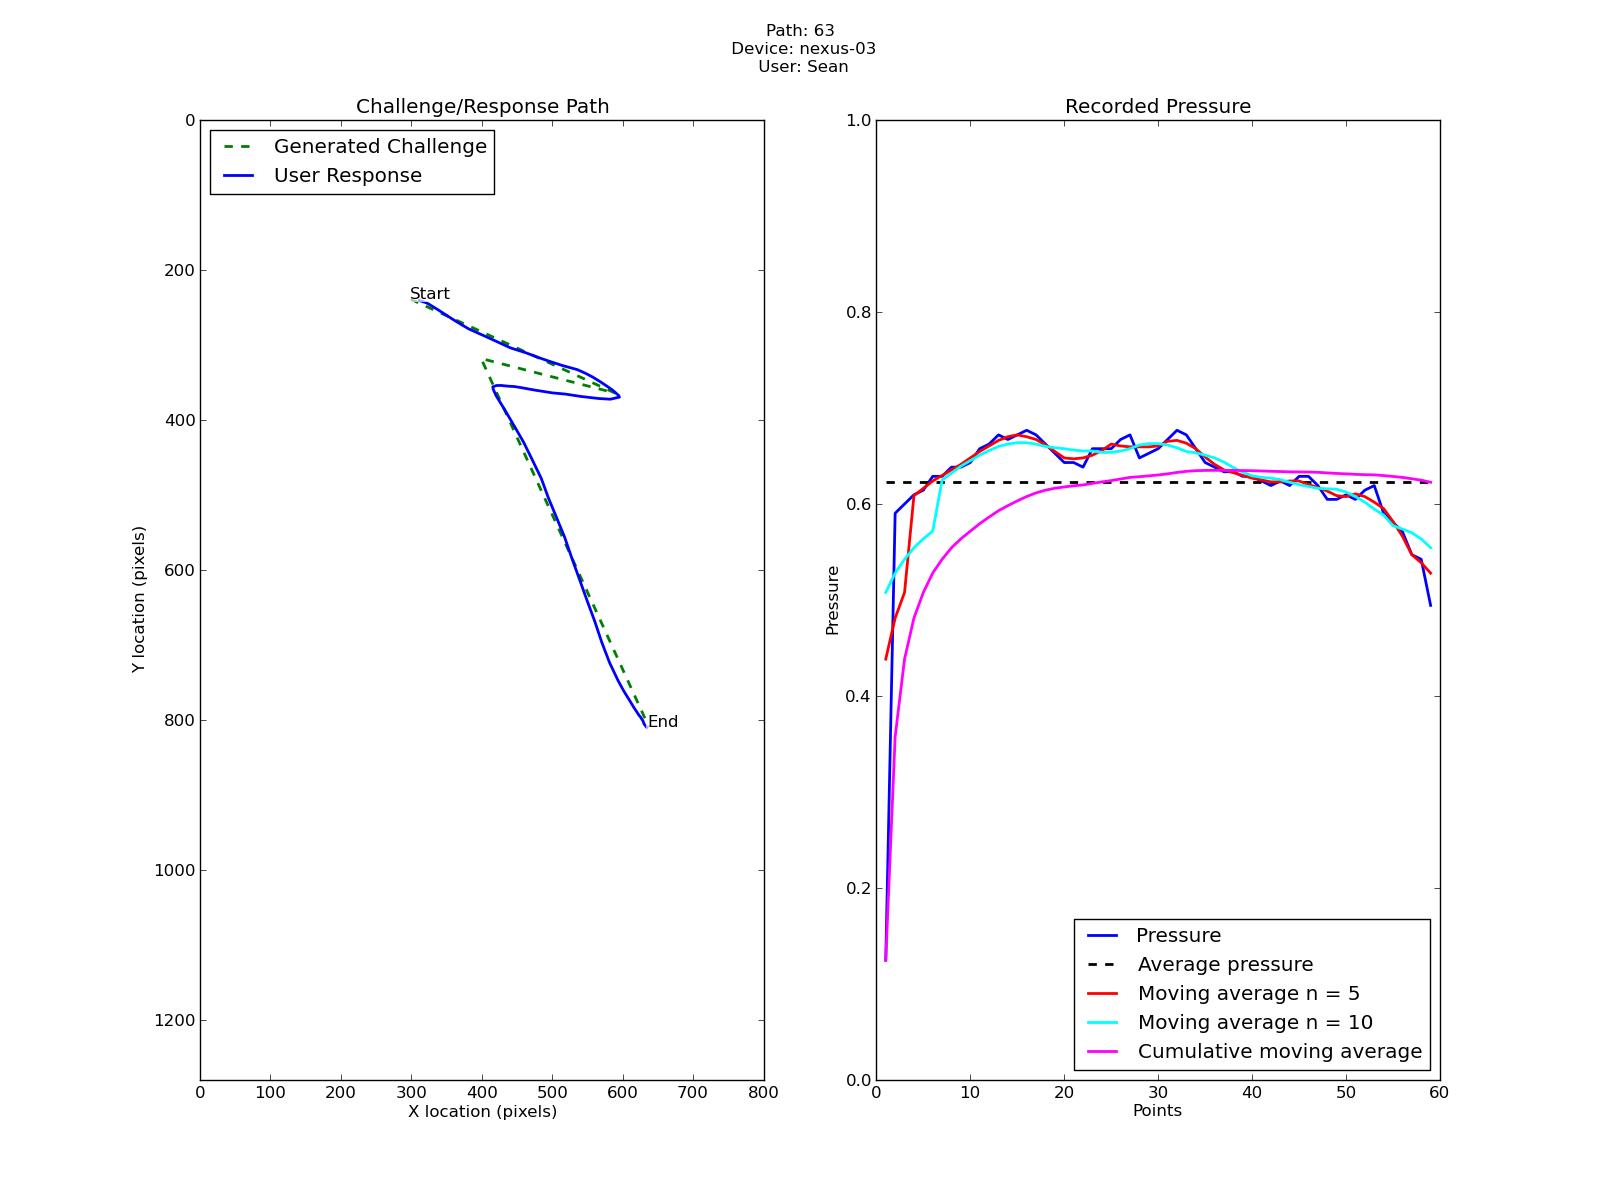 Path: 63
Device: nexus-03
User: Sean
Challenge/Response Path
0
200
400
600
800
1000
1200
Y location (pixels)
Generated Challenge
User Response
Start
End
0 100 200 300 400 500 600 700 800
X location (pixels)
Recorded Pressure
1.0
0.8
0.6
0.4
0.2
0.0
Pressure
Pressure
Average pressure
Moving average n = 5
Moving average n = 10
Cumulative moving average
0 10 20 30 40 50 60
Points